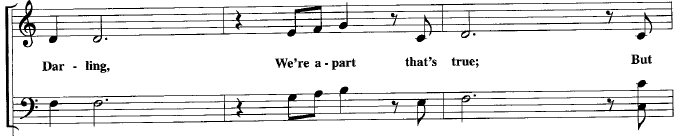 Dar - ling, We're a - part that's true; But